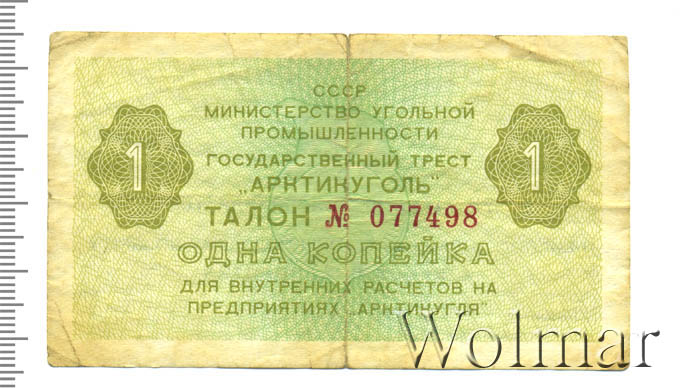 СССР
МИНИСТЕРСТВО УГОЛЬНОЙ
ПРОМЫШЛЕННОСТИ
ГОСУДАРСТВЕННЫЙ ТРЕСТ
„АРКТИКУГОЛЬ"
1 1
ТАЛОН № 077498
ОДНА КОПЕЙКА
ДЛЯ ВНУТРЕННИХ РАСЧЕТОВ НА
ПРЕДПРИЯТИЯХ „АРКТИКУГЛЯ"
Wolmar